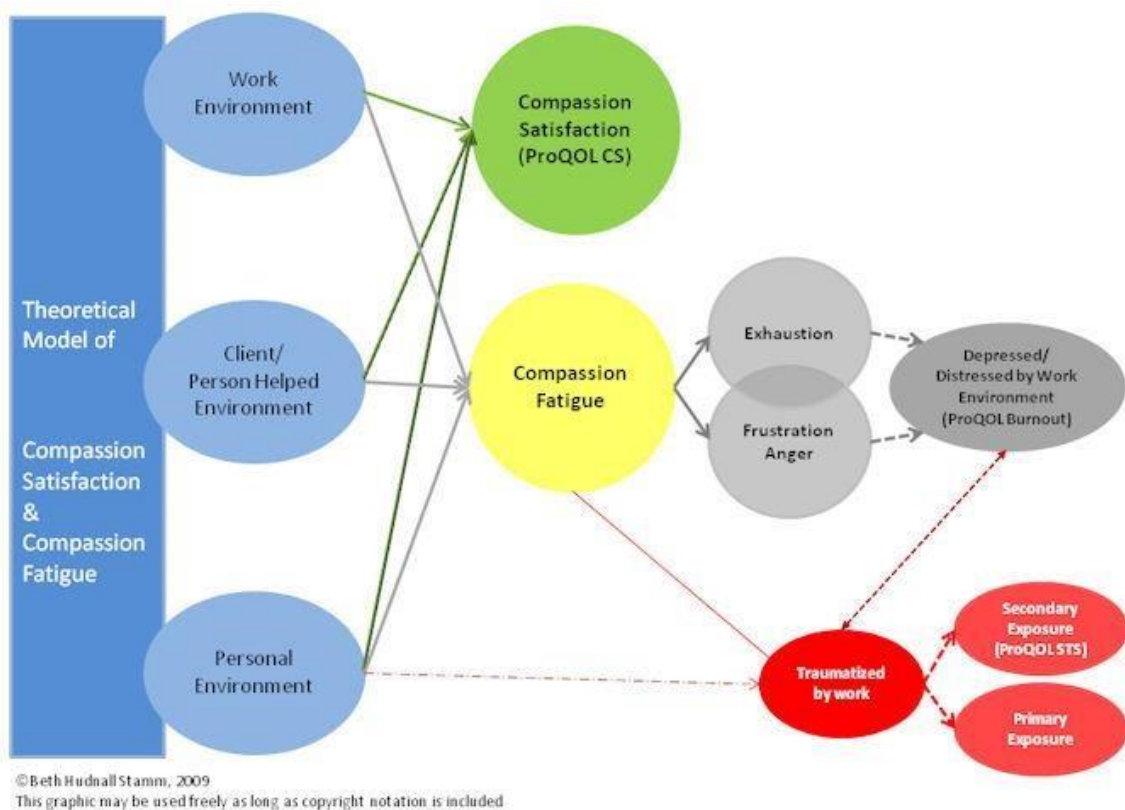 Theoretical
Model of
Compassion
Satisfaction
&
Compassion
Fatigue
Work
Environment
Client/
Person Helped
Environment
Personal
Environment
Compassion
Satisfaction
(ProQOL CS)
Compassion
Fatigue
Exhaustion
Frustration
Anger
Depressed/
Distressed by Work
Environment
(ProQOL Burnout)
Traumatized
by work
Secondary
Exposure
(ProQOL STS)
Primary
Exposure
©Beth Hudnall Stamm, 2009
This graphic may be used freely as long as copyright notation is included